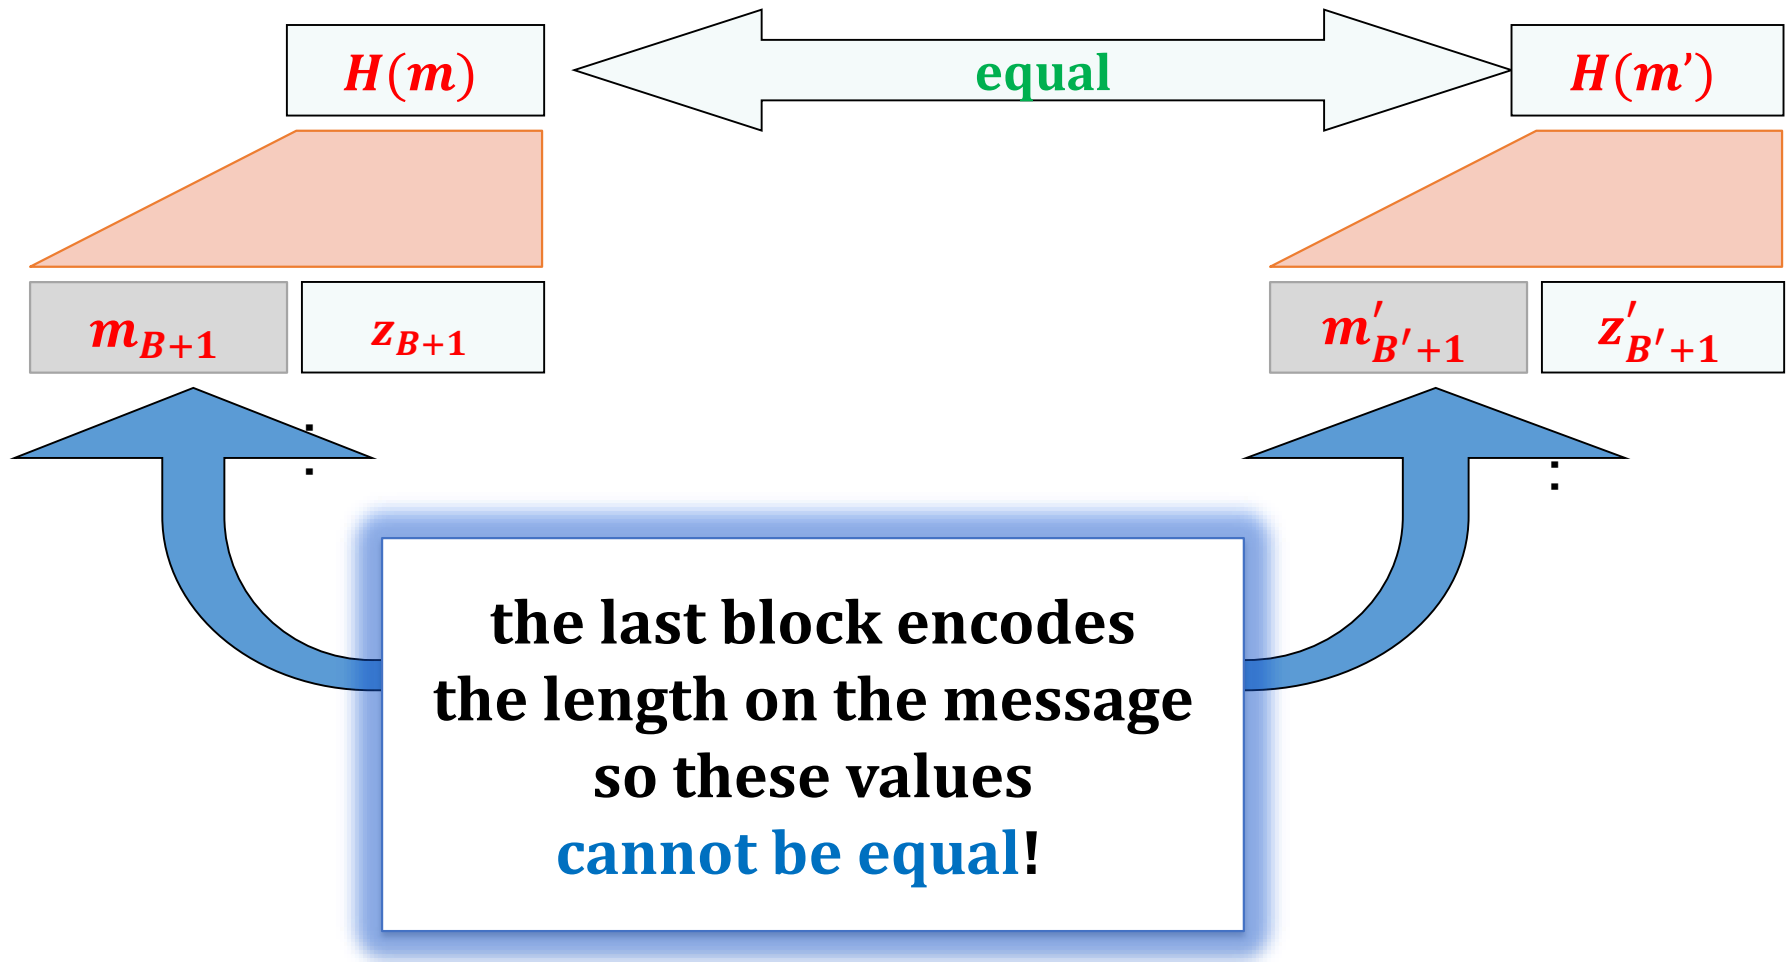 H(m)
equal
H(m’)
m_{B+1}
z_{B+1}
m′_{B′+1}
z′_{B′+1}
the last block encodes
the length on the message
so these values
cannot be equal!